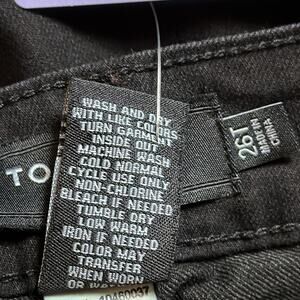 WASH AND DRY
WITH LIKE COLORS
TURN GARMENT
INSIDE OUT
MACHINE WASH
COLD NORMAL
CYCLE USE ONLY
NON-CHLORINE
BLEACH IF NEEDED
TUMBLE DRY
LOW WARM
IRON IF NEEDED
COLOR MAY
TRANSFER
WHEN WORN
OR
TO
26T
MADE IN
CHINA